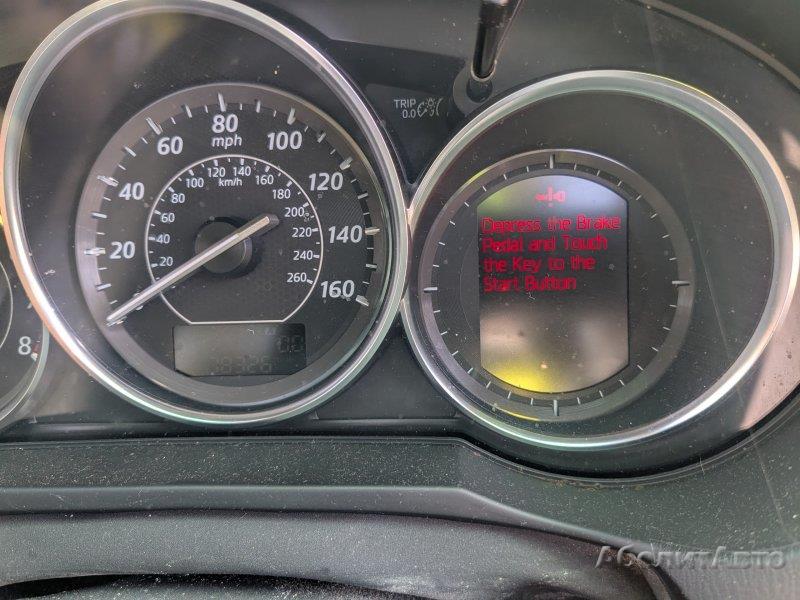 TRIP
0.0
80
mph
60
100
40
120
20
140
160
km/h
20
40
60
80
100
120
140
160
180
200
220
240
260
8
Depress the Brake
Pedal and Touch
the Key to the
Start Button
АбсолитАвто